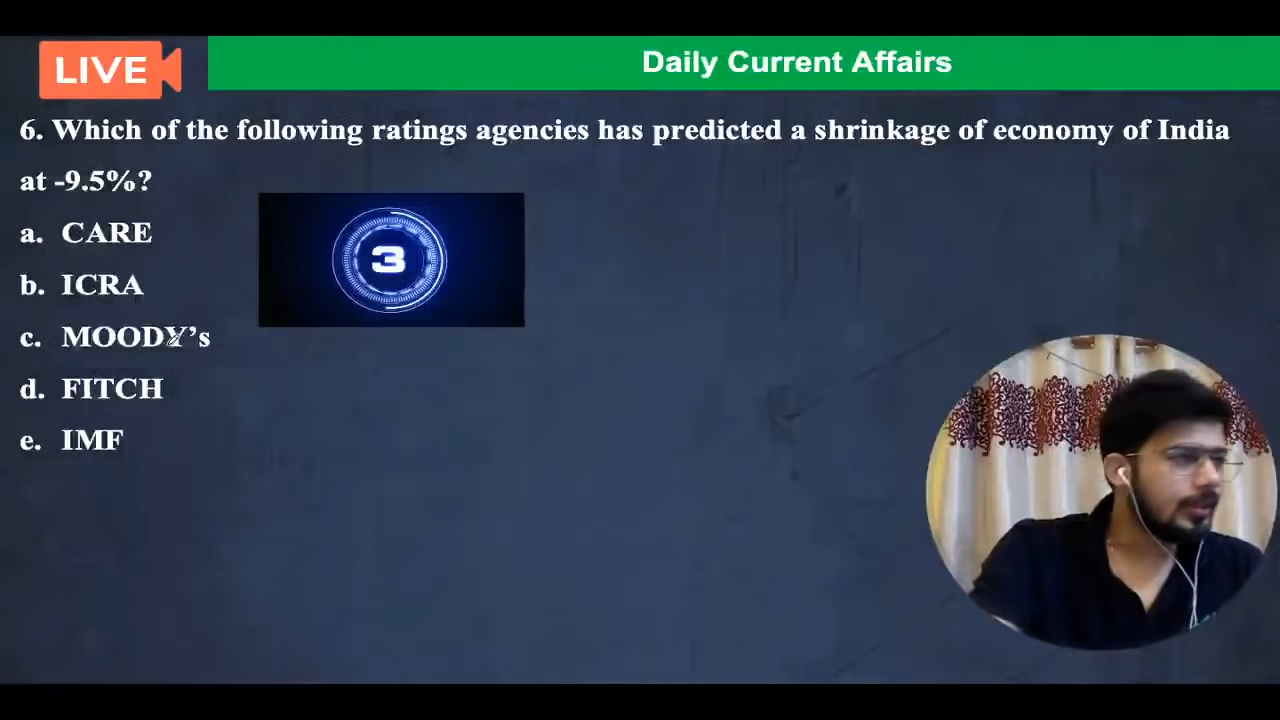 LIVE
Daily Current Affairs
6. Which of the following ratings agencies has predicted a shrinkage of economy of India
at -9.5%?
a. CARE
3
b. ICRA
c. MOODY’s
d. FITCH
e. IMF